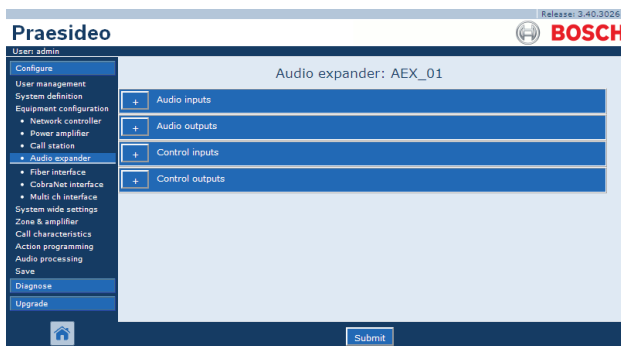 Release: 3.40.3026
Praesideo
BOSCH
User: admin
Configure
User management
System definition
Equipment configuration
• Network controller
• Power amplifier
• Call station
• Audio expander
• Fiber interface
• CobraNet interface
• Multi ch interface
System wide settings
Zone & amplifier
Call characteristics
Action programming
Audio processing
Save
Diagnose
Upgrade
Audio expander: AEX_01
+ Audio inputs
+ Audio outputs
+ Control inputs
+ Control outputs
Submit